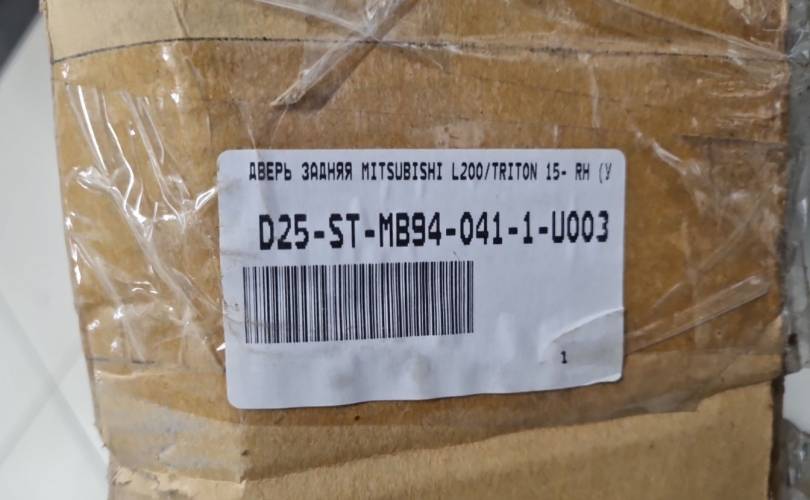 ДВЕРЬ ЗАДНЯЯ MITSUBISHI L200/TRITON 15- RH (У
D25-ST-MB94-041-1-U003
1